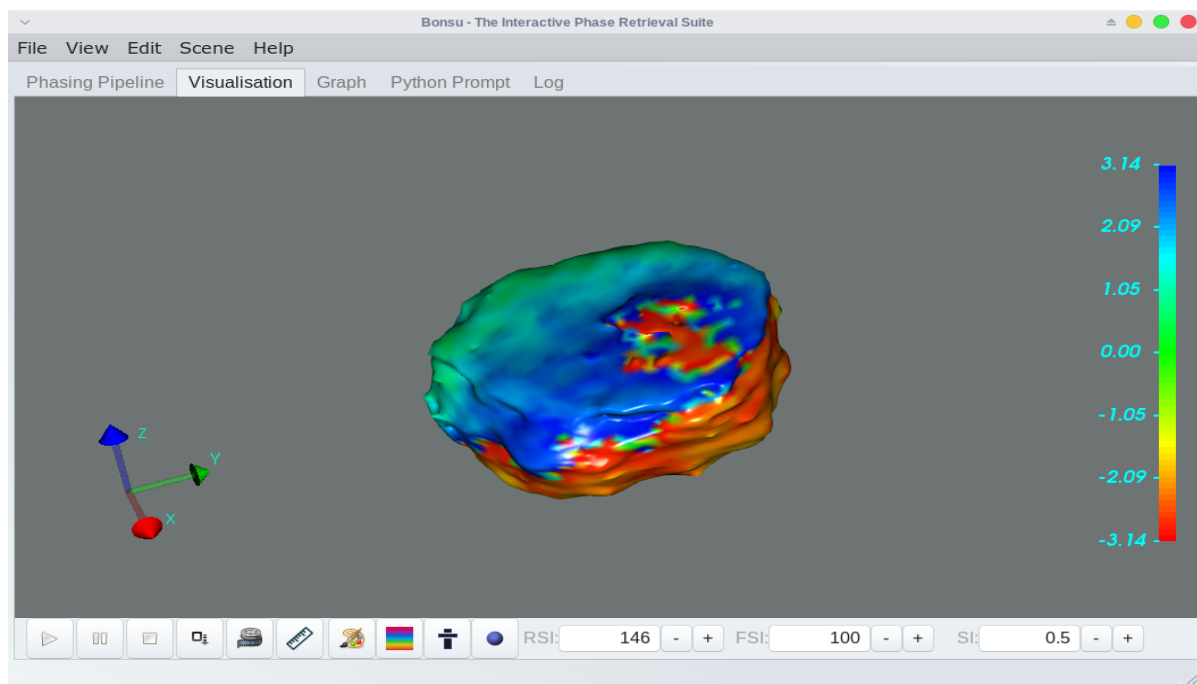 Bonsu - The Interactive Phase Retrieval Suite
File View Edit Scene Help
Phasing Pipeline Visualisation Graph Python Prompt Log
3.14
2.09
1.05
0.00
-1.05
-2.09
-3.14
Z
Y
X
RSI: 146 - + FSI: 100 - + SI: 0.5 - +